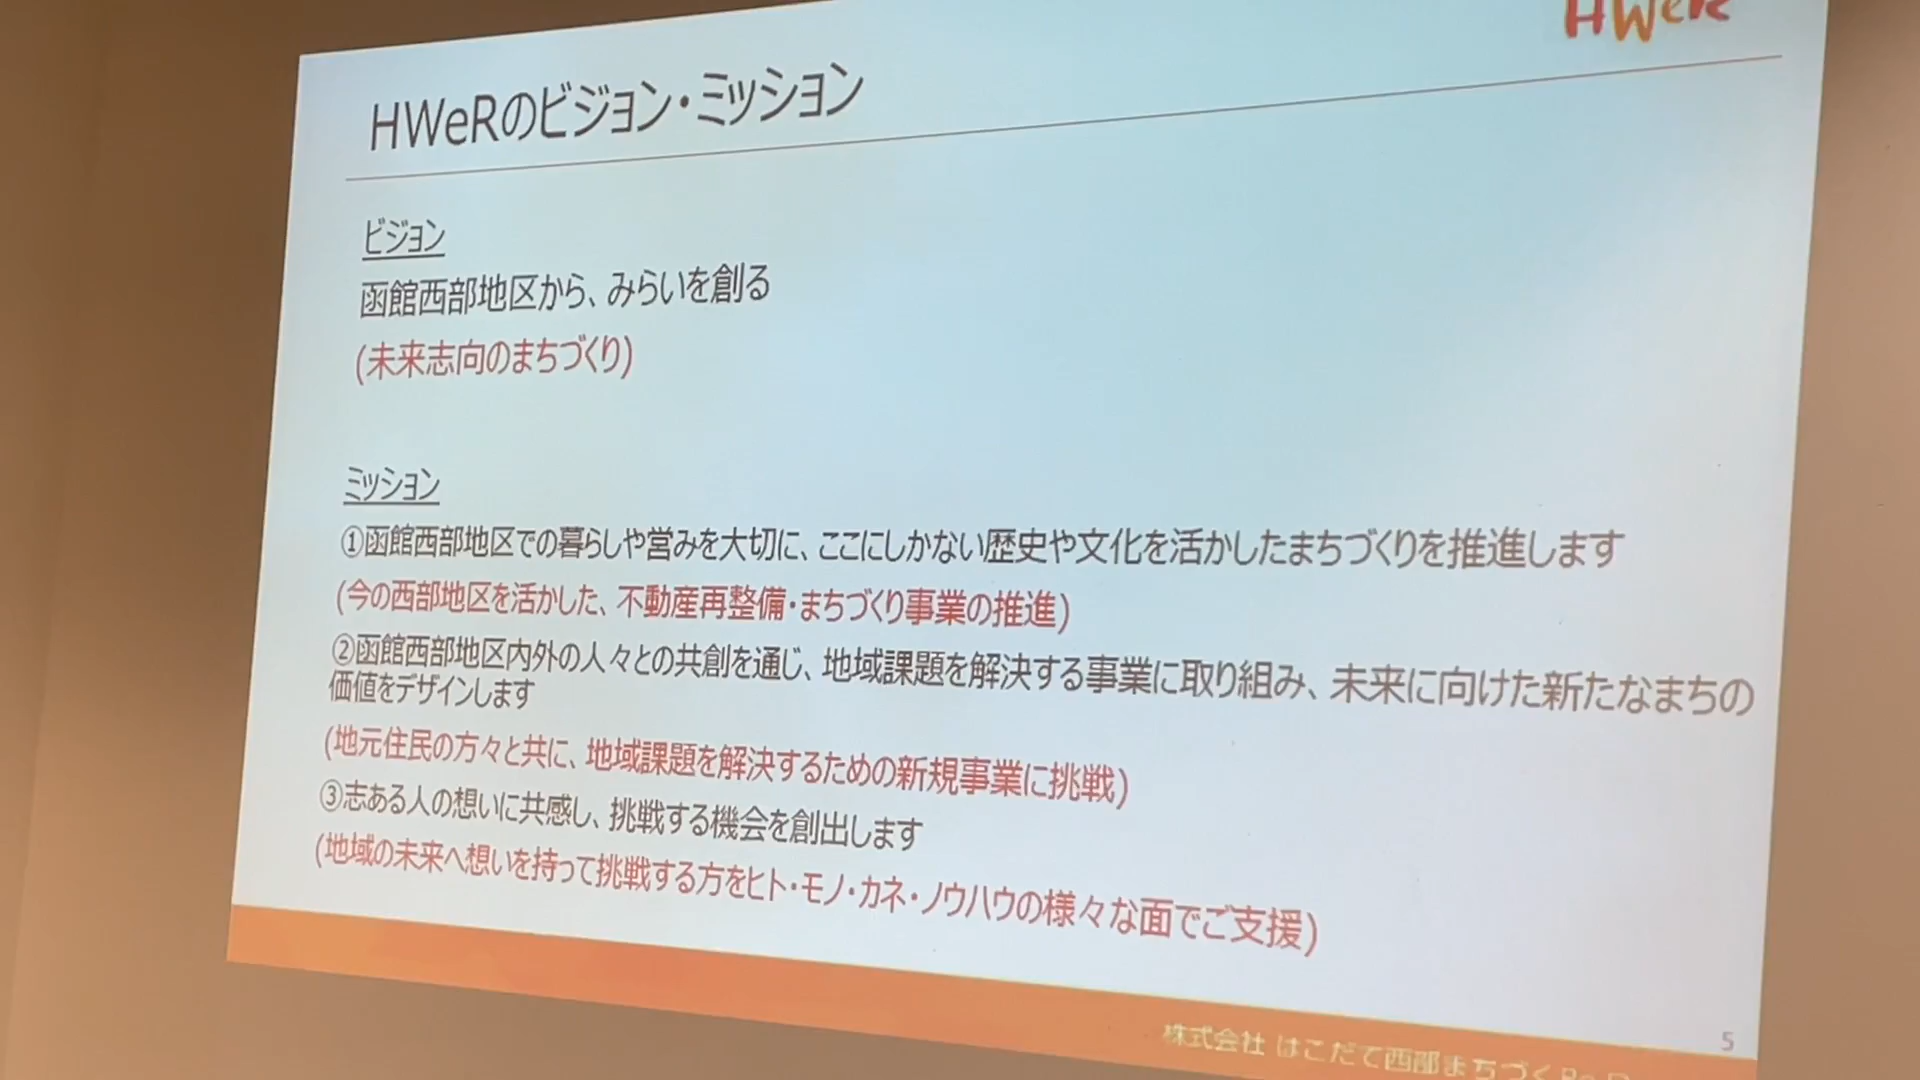 HWeR
HWeRのビジョン・ミッション
ビジョン
函館西部地区から、みらいを創る
(未来志向のまちづくり)
ミッション
①函館西部地区での暮らしや営みを大切に、ここにしかない歴史や文化を活かしたまちづくりを推進します
(今の西部地区を活かした、不動産再整備・まちづくり事業の推進)
②函館西部地区内外の人々との共創を通じ、地域課題を解決する事業に取り組み、未来に向けた新たなまちの
価値をデザインします
(地元住民の方々と共に、地域課題を解決するための新規事業に挑戦)
③志ある人の想いに共感し、挑戦する機会を創出します
(地域の未来へ想いを持って挑戦する方をヒト・モノ・カネ・ノウハウの様々な面でご支援)
5
株式会社 はこだて西部まちづく